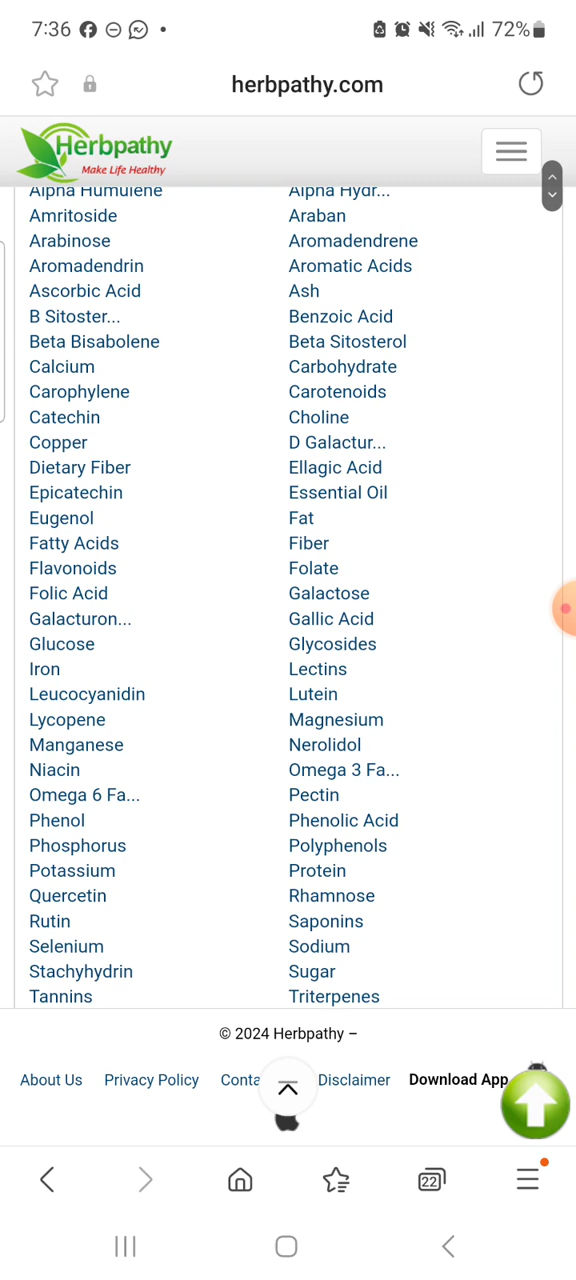 7:36
72%
herbpathy.com
Herbpathy
Make Life Healthy
Alpha Humulene Alpha Hydr...
Amritoside Araban
Arabinose Aromadendrene
Aromadendrin Aromatic Acids
Ascorbic Acid Ash
B Sitoster... Benzoic Acid
Beta Bisabolene Beta Sitosterol
Calcium Carbohydrate
Carophylene Carotenoids
Catechin Choline
Copper D Galactur...
Dietary Fiber Ellagic Acid
Epicatechin Essential Oil
Eugenol Fat
Fatty Acids Fiber
Flavonoids Folate
Folic Acid Galactose
Galacturon... Gallic Acid
Glucose Glycosides
Iron Lectins
Leucocyanidin Lutein
Lycopene Magnesium
Manganese Nerolidol
Niacin Omega 3 Fa...
Omega 6 Fa... Pectin
Phenol Phenolic Acid
Phosphorus Polyphenols
Potassium Protein
Quercetin Rhamnose
Rutin Saponins
Selenium Sodium
Stachyhydrin Sugar
Tannins Triterpenes
© 2024 Herbpathy –
About Us Privacy Policy Conta Disclaimer Download App
22